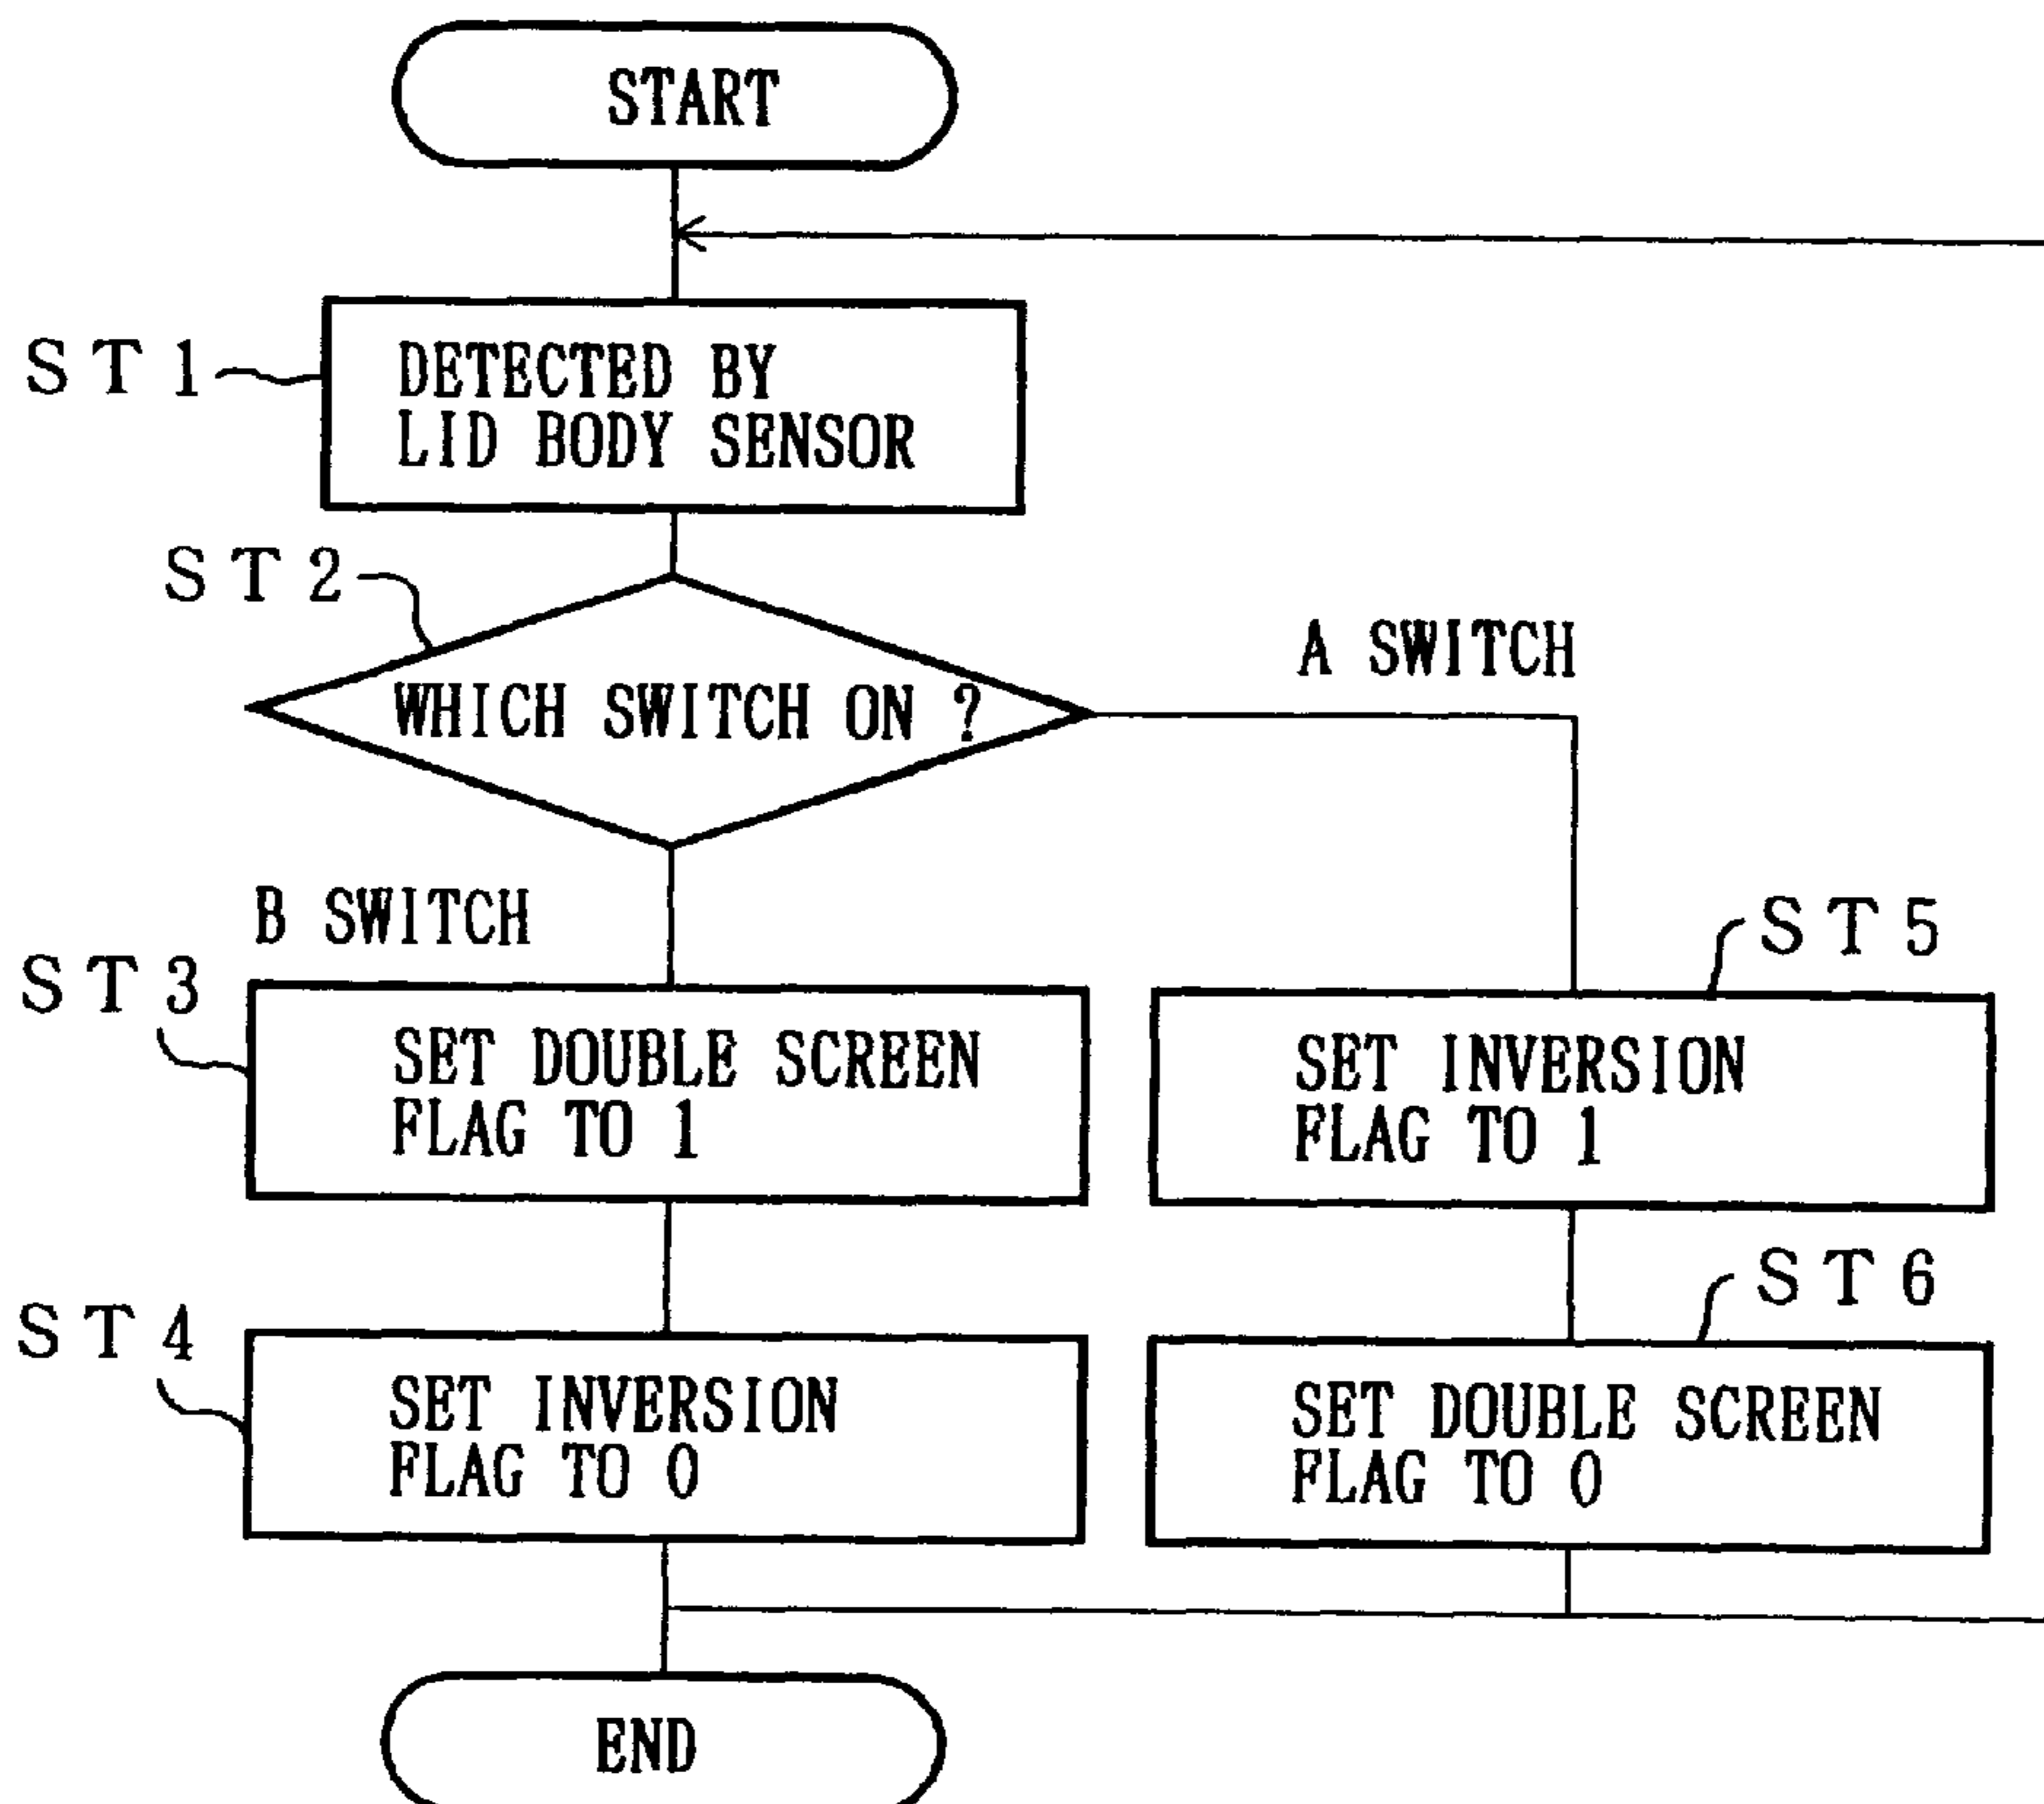 START
ST1
DETECTED BY
LID BODY SENSOR
ST2
WHICH SWITCH ON ?
A SWITCH
B SWITCH
ST3
SET DOUBLE SCREEN
FLAG TO 1
ST5
SET INVERSION
FLAG TO 1
ST4
SET INVERSION
FLAG TO 0
ST6
SET DOUBLE SCREEN
FLAG TO 0
END